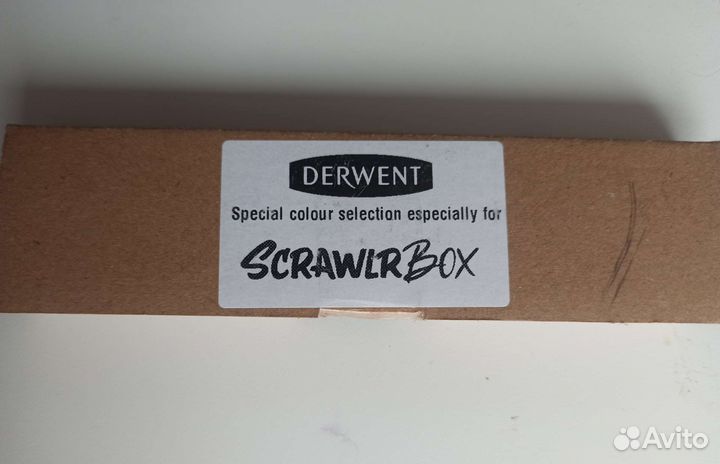 DERWENT
Special colour selection especially for
SCRAWLRBOX
Avito